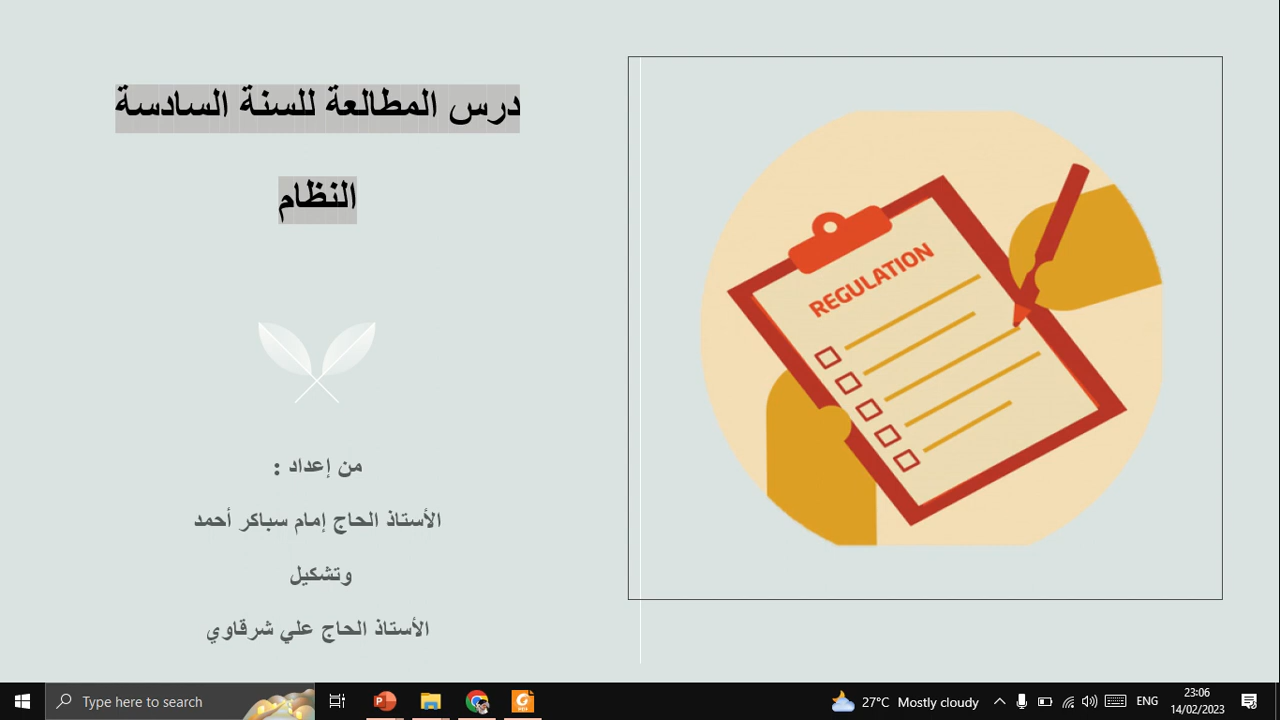 درس المطالعة للسنة السادسة
النظام
من إعداد :
الأستاذ الحاج إمام سباكر أحمد
وتشكيل
الأستاذ الحاج علي شرقاوي
REGULATION
Type here to search
27°C Mostly cloudy
ENG
23:06
14/02/2023